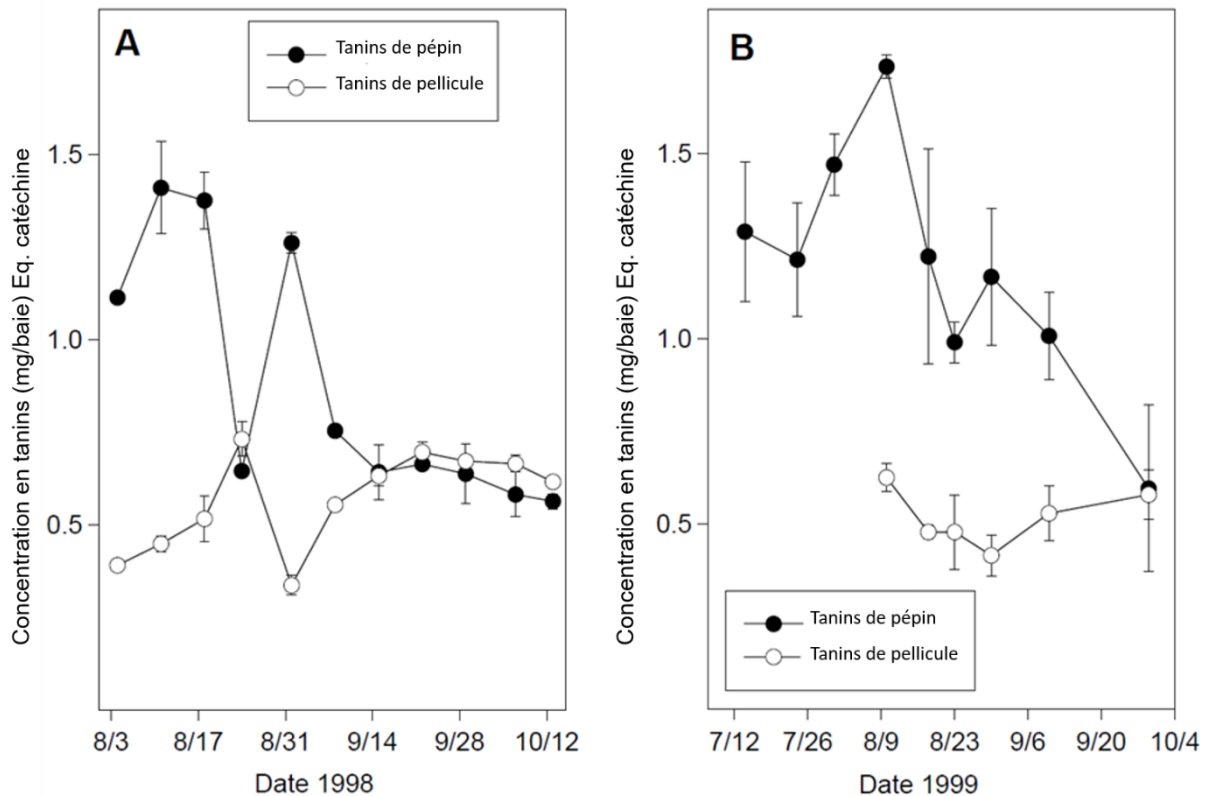 A
Tanins de pépin
Tanins de pellicule
Concentration en tanins (mg/baie) Eq. catéchine
1.5
1.0
0.5
8/3 8/17 8/31 9/14 9/28 10/12
Date 1998
B
Concentration en tanins (mg/baie) Eq. catéchine
1.5
1.0
0.5
Tanins de pépin
Tanins de pellicule
7/12 7/26 8/9 8/23 9/6 9/20 10/4
Date 1999